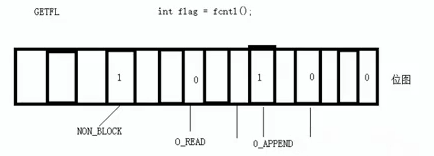 GETFL int flag = fcntl();
1 0 1 0 0 位图
NON_BLOCK
O_READ
O_APPEND